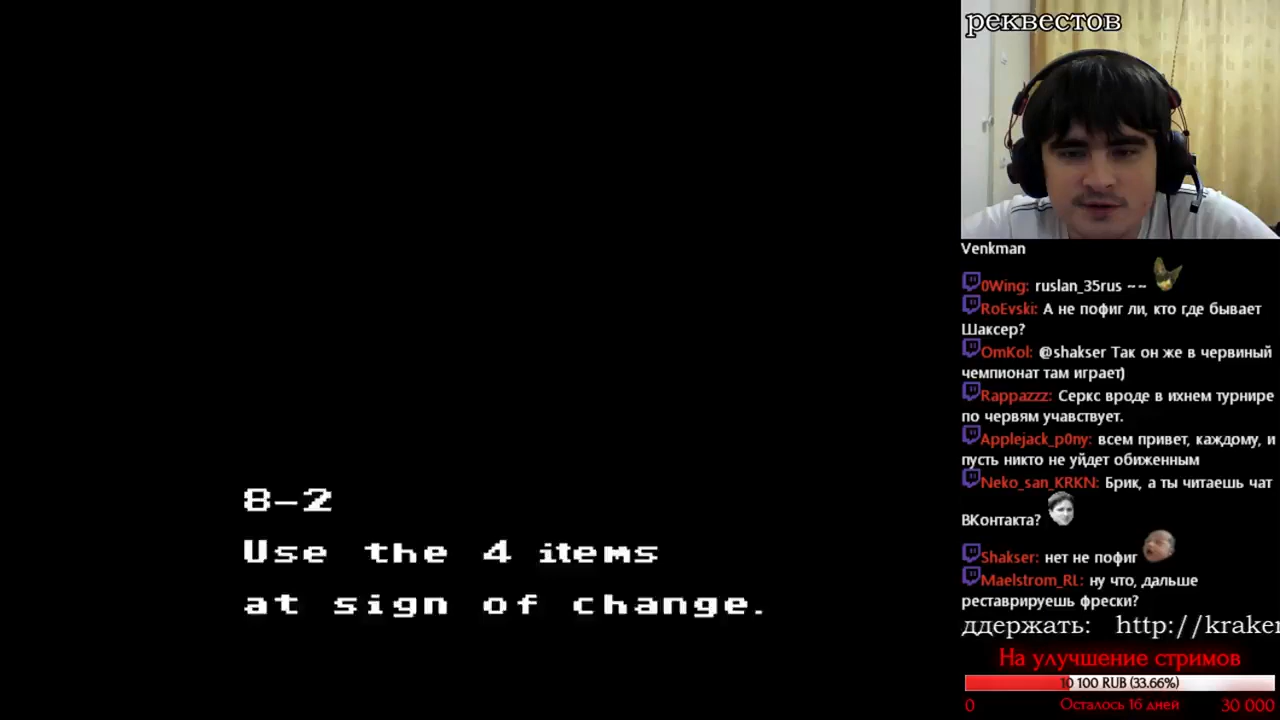 реквестов
8-2
Use the 4 items
at sign of change.
Venkman
0Wing: ruslan_35rus ~~
RoEvski: А не пофиг ли, кто где бывает
Шаксер?
OmKol: @shakser Так он же в червиный
чемпионат там играет)
Rappazzz: Серкс вроде в ихнем турнире
по червям учавствует.
Applejack_p0ny: всем привет, каждому, и
пусть никто не уйдет обиженным
Neko_san_KRKN: Брик, а ты читаешь чат
ВКонтакта?
Shakser: нет не пофиг
Maelstrom_RL: ну что, дальше
реставрируешь фрески?
ддержать: http://kraken
На улучшение стримов
10 100 RUB (33.66%)
0 Осталось 16 дней 30 000